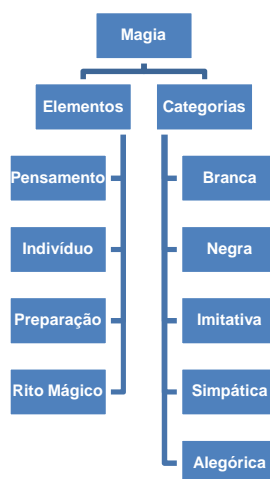 Magia
Elementos
Categorias
Pensamento
Branca
Indivíduo
Negra
Preparação
Imitativa
Rito Mágico
Simpática
Alegórica